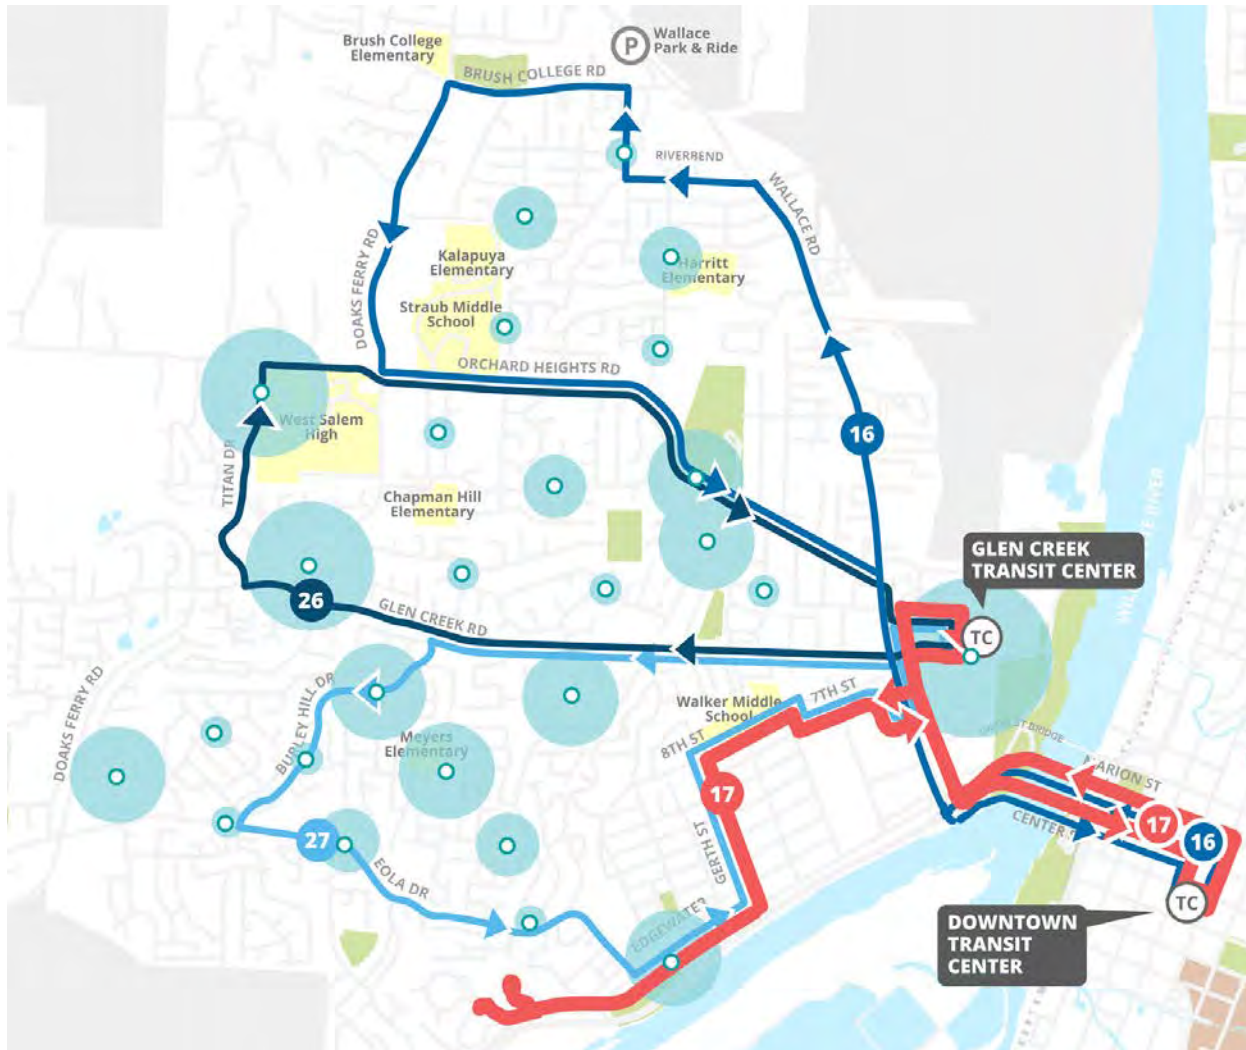 Brush College
Elementary
P
Wallace
Park & Ride
BRUSH COLLEGE RD
RIVERBEND
WALLACE RD
DOAKS FERRY RD
Kalapuya
Elementary
Harritt
Elementary
Straub Middle
School
ORCHARD HEIGHTS RD
West Salem
High
TITAN DR
16
Chapman Hill
Elementary
GLEN CREEK
TRANSIT CENTER
TC
26
GLEN CREEK RD
DOAKS FERRY RD
BURLEY HILL DR
Meyers
Elementary
Walker Middle
School
7TH ST
8TH ST
17
GERTH ST
27
EOLA DR
EDGEWATER
MARION ST
CENTER
17
16
TC
DOWNTOWN
TRANSIT
CENTER